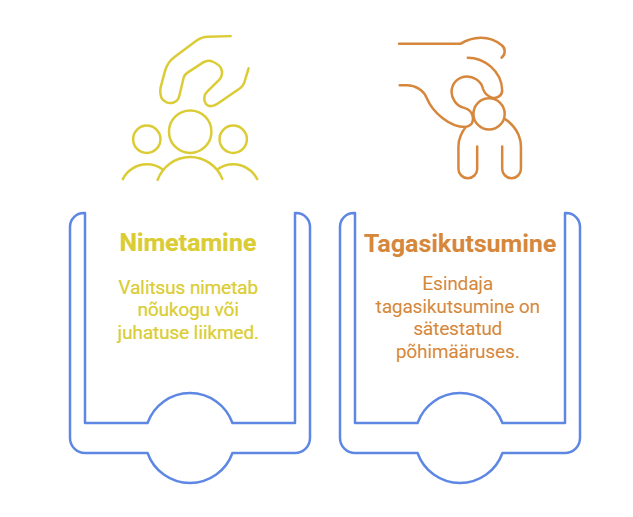 Nimetamine
Valitsus nimetab
nõukogu või
juhatuse liikmed.
Tagasikutsumine
Esindaja
tagasikutsumine on
sätestatud
põhimääruses.